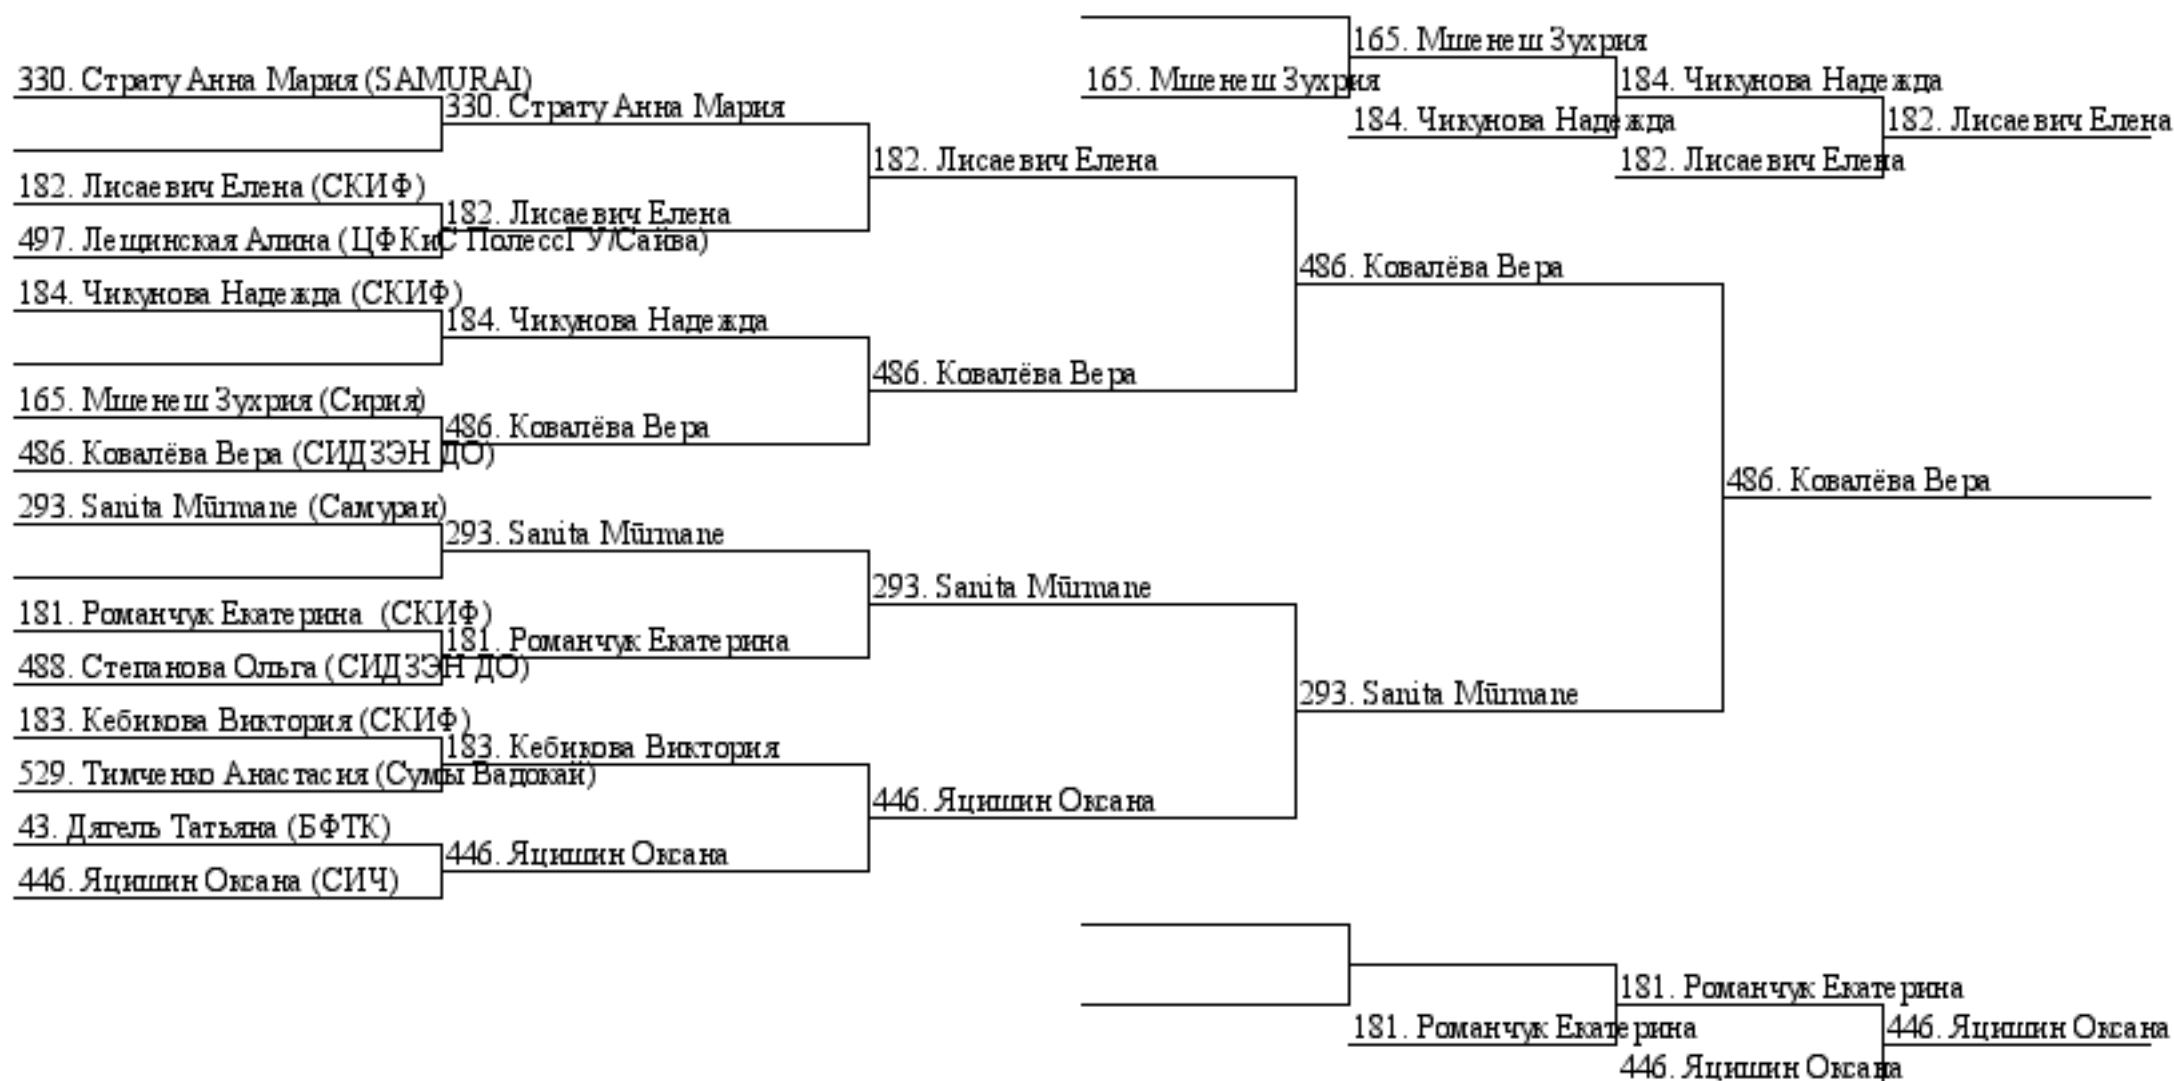 165. Мшенеш Зухрия
165. Мшенеш Зухрия
184. Чикунова Надежда
184. Чикунова Надежда
182. Лисаевич Елена
182. Лисаевич Елена
330. Страту Анна Мария (SAMURAI)
330. Страту Анна Мария
182. Лисаевич Елена
182. Лисаевич Елена (СКИФ)
182. Лисаевич Елена
497. Лещинская Алина (ЦФКиС ПолессГУ/Сайва)
486. Ковалёва Вера
184. Чикунова Надежда (СКИФ)
184. Чикунова Надежда
486. Ковалёва Вера
165. Мшенеш Зухрия (Сирия)
486. Ковалёва Вера
486. Ковалёва Вера (СИДЗЭН ДО)
486. Ковалёва Вера
293. Sanita Mūrmane (Самураи)
293. Sanita Mūrmane
293. Sanita Mūrmane
181. Романчук Екатерина (СКИФ)
181. Романчук Екатерина
488. Степанова Ольга (СИДЗЭН ДО)
293. Sanita Mūrmane
183. Кебикова Виктория (СКИФ)
183. Кебикова Виктория
529. Тимченко Анастасия (Сумы Вадокай)
446. Яцишин Оксана
43. Дягель Татьяна (БФТК)
446. Яцишин Оксана
446. Яцишин Оксана (СИЧ)
181. Романчук Екатерина
181. Романчук Екатерина
446. Яцишин Оксана
446. Яцишин Оксана